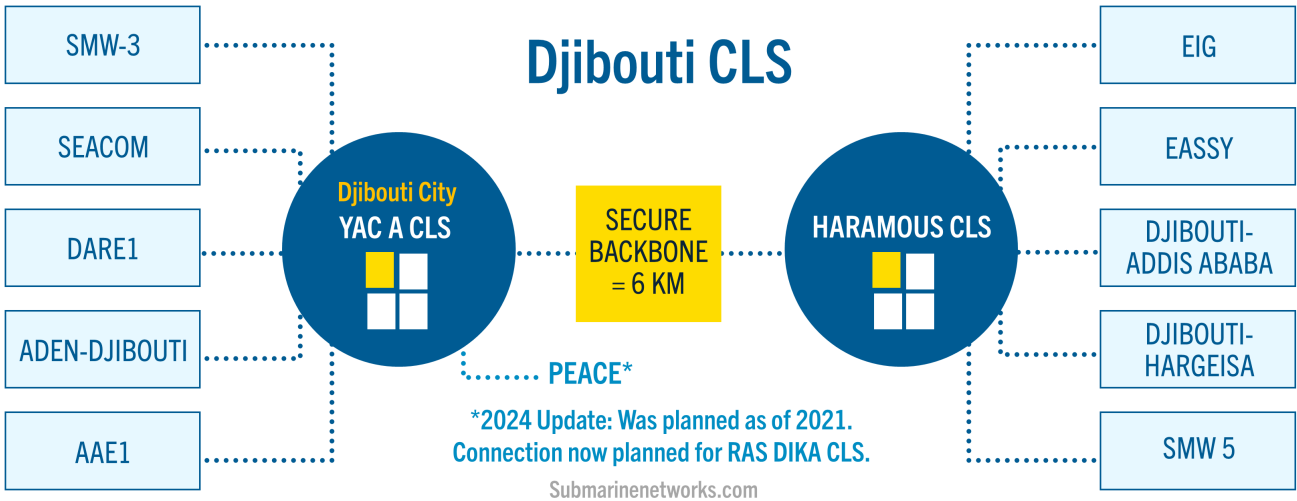 Djibouti CLS
SMW-3
SEACOM
DARE1
ADEN-DJIBOUTI
AAE1
Djibouti City
YAC A CLS
SECURE
BACKBONE
= 6 KM
HARAMOUS CLS
EIG
EASSY
DJIBOUTI-
ADDIS ABABA
DJIBOUTI-
HARGEISA
SMW 5
PEACE*
*2024 Update: Was planned as of 2021.
Connection now planned for RAS DIKA CLS.
Submarinenetworks.com